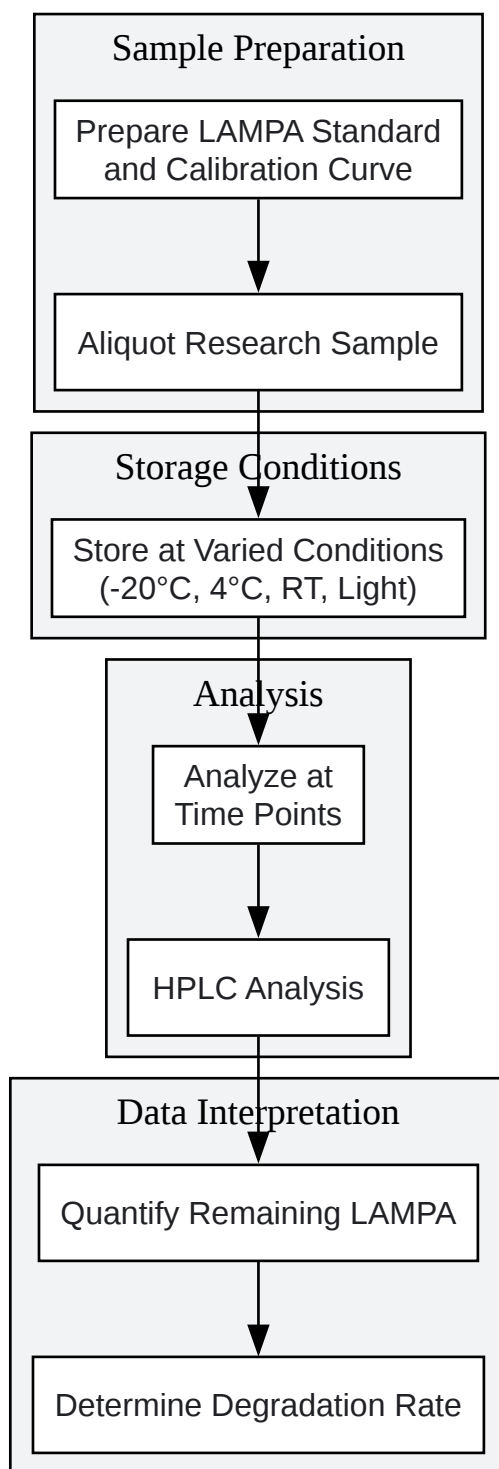 Sample Preparation
Prepare LAMPA Standard
and Calibration Curve
Aliquot Research Sample
Storage Conditions
Store at Varied Conditions
(-20°C, 4°C, RT, Light)
Analysis
Analyze at
Time Points
HPLC Analysis
Data Interpretation
Quantify Remaining LAMPA
Determine Degradation Rate